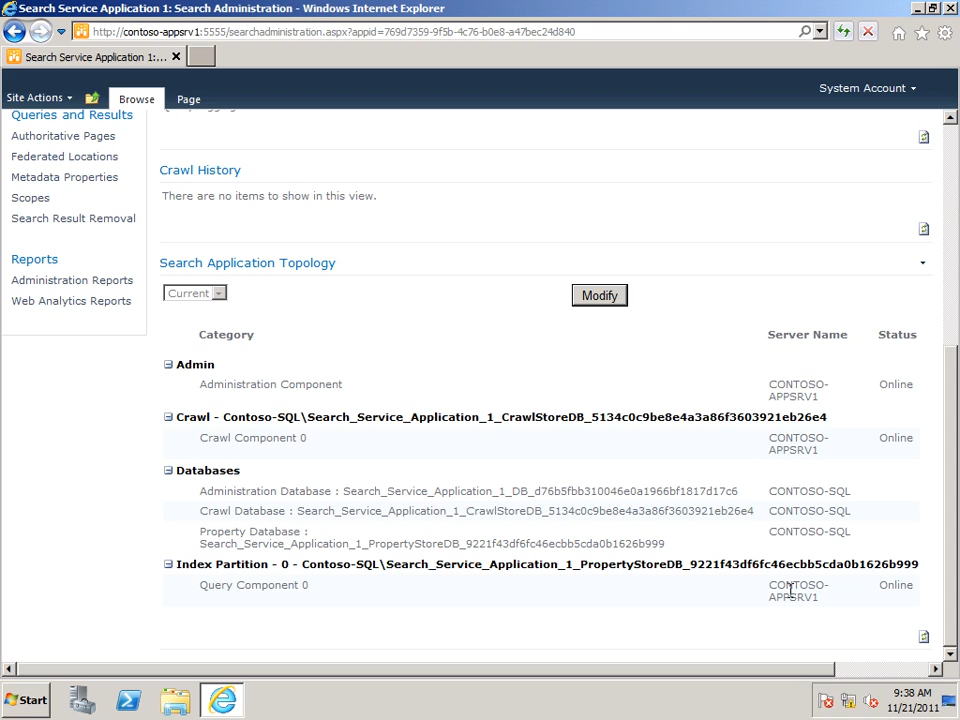 Search Service Application 1: Search Administration - Windows Internet Explorer
http://contoso-appsrv1:5555/searchadministration.aspx?appid=769d7359-9f5b-4c76-b0e8-a47bec24d840
Search Service Application 1:...
System Account
Site Actions
Browse
Page
Queries and Results
Authoritative Pages
Federated Locations
Metadata Properties
Scopes
Search Result Removal
Reports
Administration Reports
Web Analytics Reports
Crawl History
There are no items to show in this view.
Search Application Topology
Current
Modify
Category Server Name Status
Admin
Administration Component CONTOSO-APPSRV1 Online
Crawl - Contoso-SQL\Search_Service_Application_1_CrawlStoreDB_5134c0c9be8e4a3a86f3603921eb26e4
Crawl Component 0 CONTOSO-APPSRV1 Online
Databases
Administration Database : Search_Service_Application_1_DB_d76b5fbb310046e0a1966bf1817d17c6 CONTOSO-SQL
Crawl Database : Search_Service_Application_1_CrawlStoreDB_5134c0c9be8e4a3a86f3603921eb26e4 CONTOSO-SQL
Property Database : CONTOSO-SQL
Search_Service_Application_1_PropertyStoreDB_9221f43df6fc46ecbb5cda0b1626b999
Index Partition - 0 - Contoso-SQL\Search_Service_Application_1_PropertyStoreDB_9221f43df6fc46ecbb5cda0b1626b999
Query Component 0 CONTOSO-APPSRV1 Online
Start
9:38 AM
11/21/2011